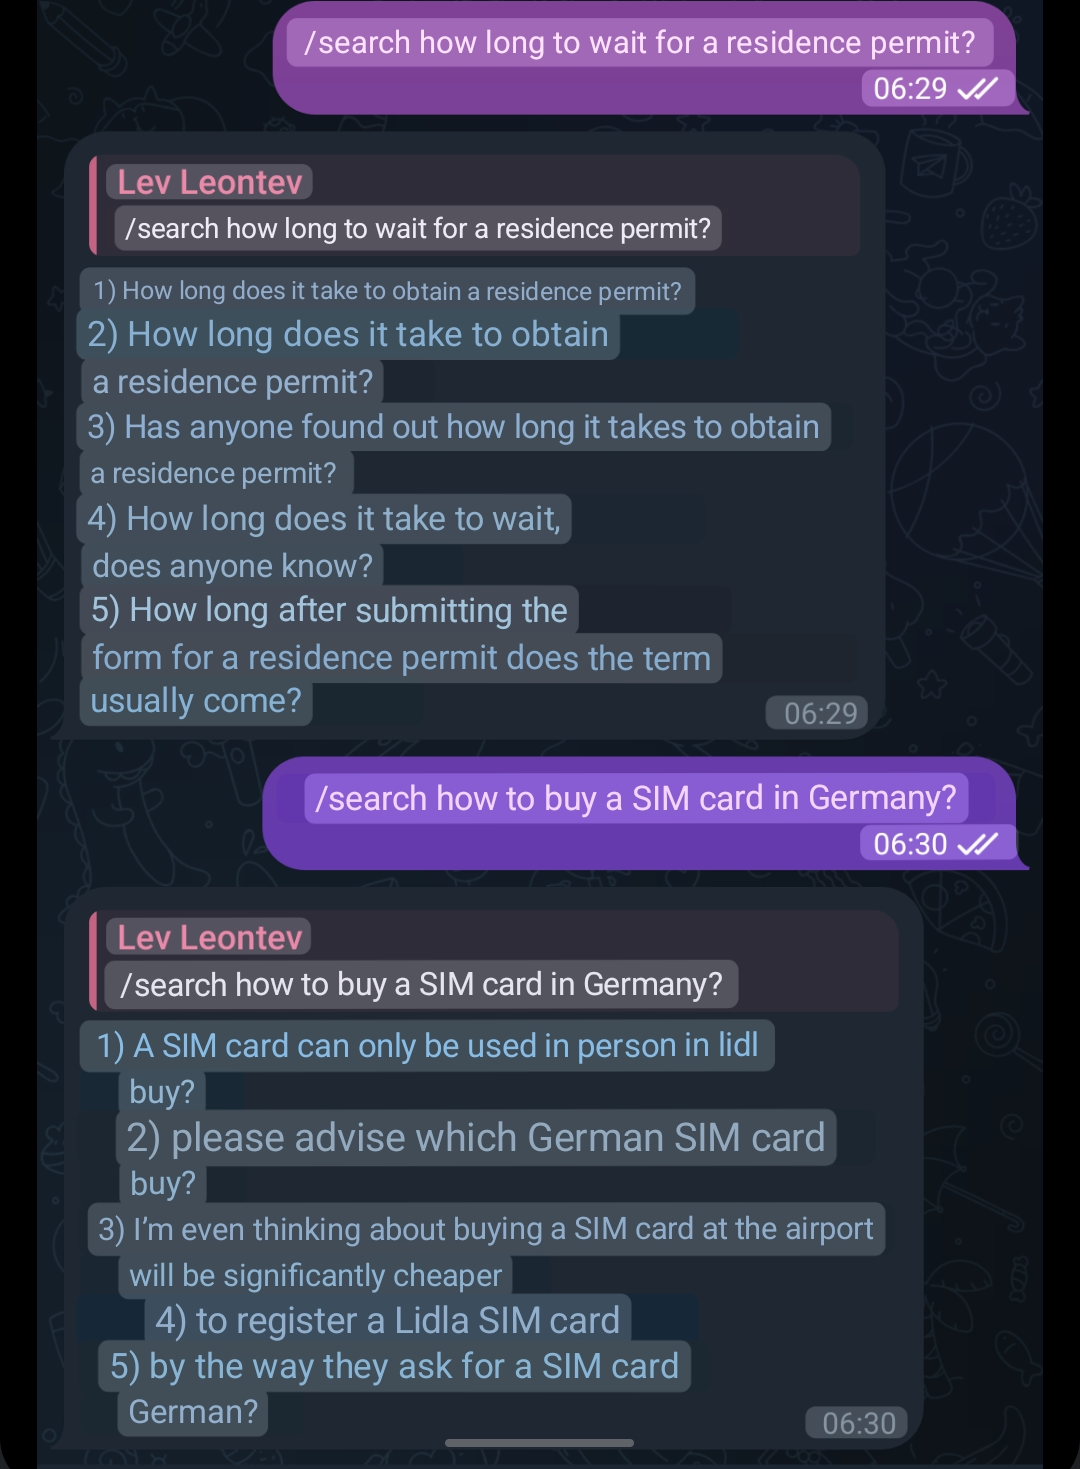 /search how long to wait for a residence permit?
06:29
Lev Leontev
/search how long to wait for a residence permit?
1) How long does it take to obtain a residence permit?
2) How long does it take to obtain
a residence permit?
3) Has anyone found out how long it takes to obtain
a residence permit?
4) How long does it take to wait,
does anyone know?
5) How long after submitting the
form for a residence permit does the term
usually come?
06:29
/search how to buy a SIM card in Germany?
06:30
Lev Leontev
/search how to buy a SIM card in Germany?
1) A SIM card can only be used in person in lidl
buy?
2) please advise which German SIM card
buy?
3) I’m even thinking about buying a SIM card at the airport
will be significantly cheaper
4) to register a Lidla SIM card
5) by the way they ask for a SIM card
German?
06:30